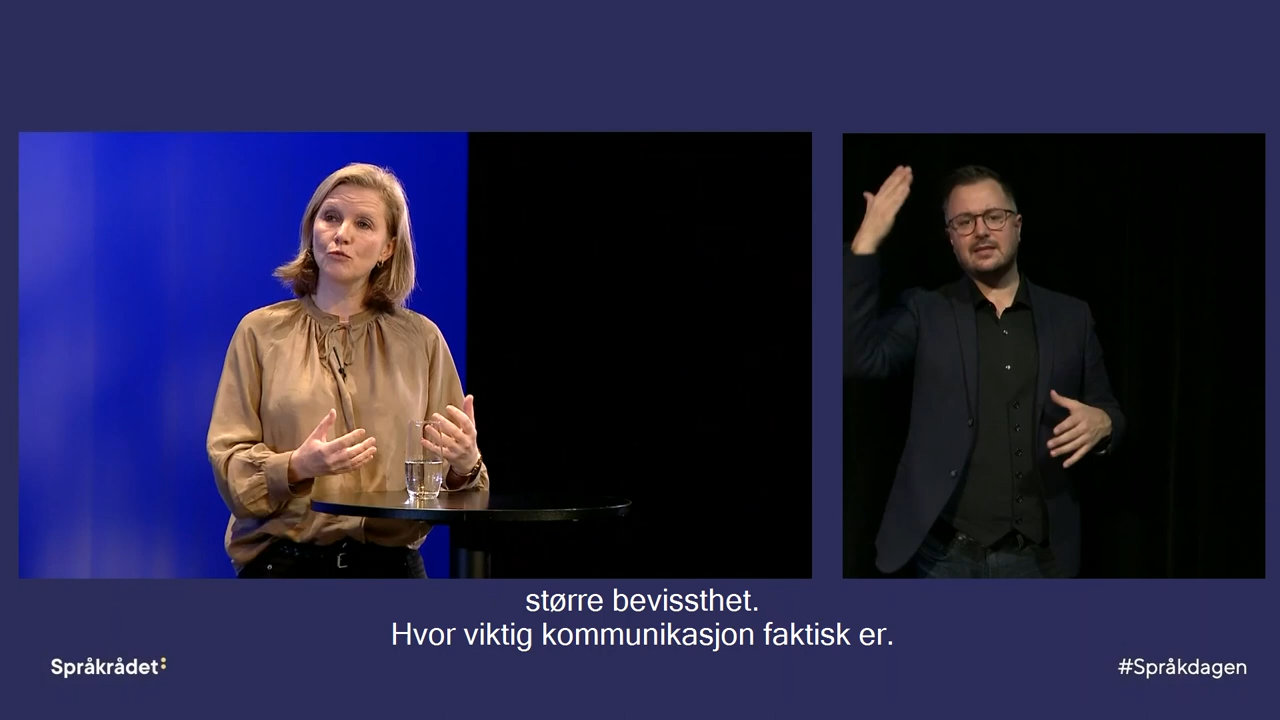 større bevissthet.
Hvor viktig kommunikasjon faktisk er.
Språkrådet:
#Språkdagen